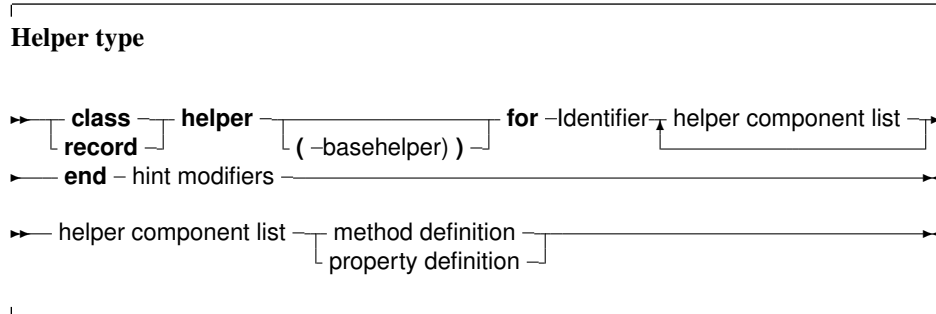 Helper type
class helper for Identifier helper component list
record ( basehelper) )
end hint modifiers
helper component list method definition
property definition